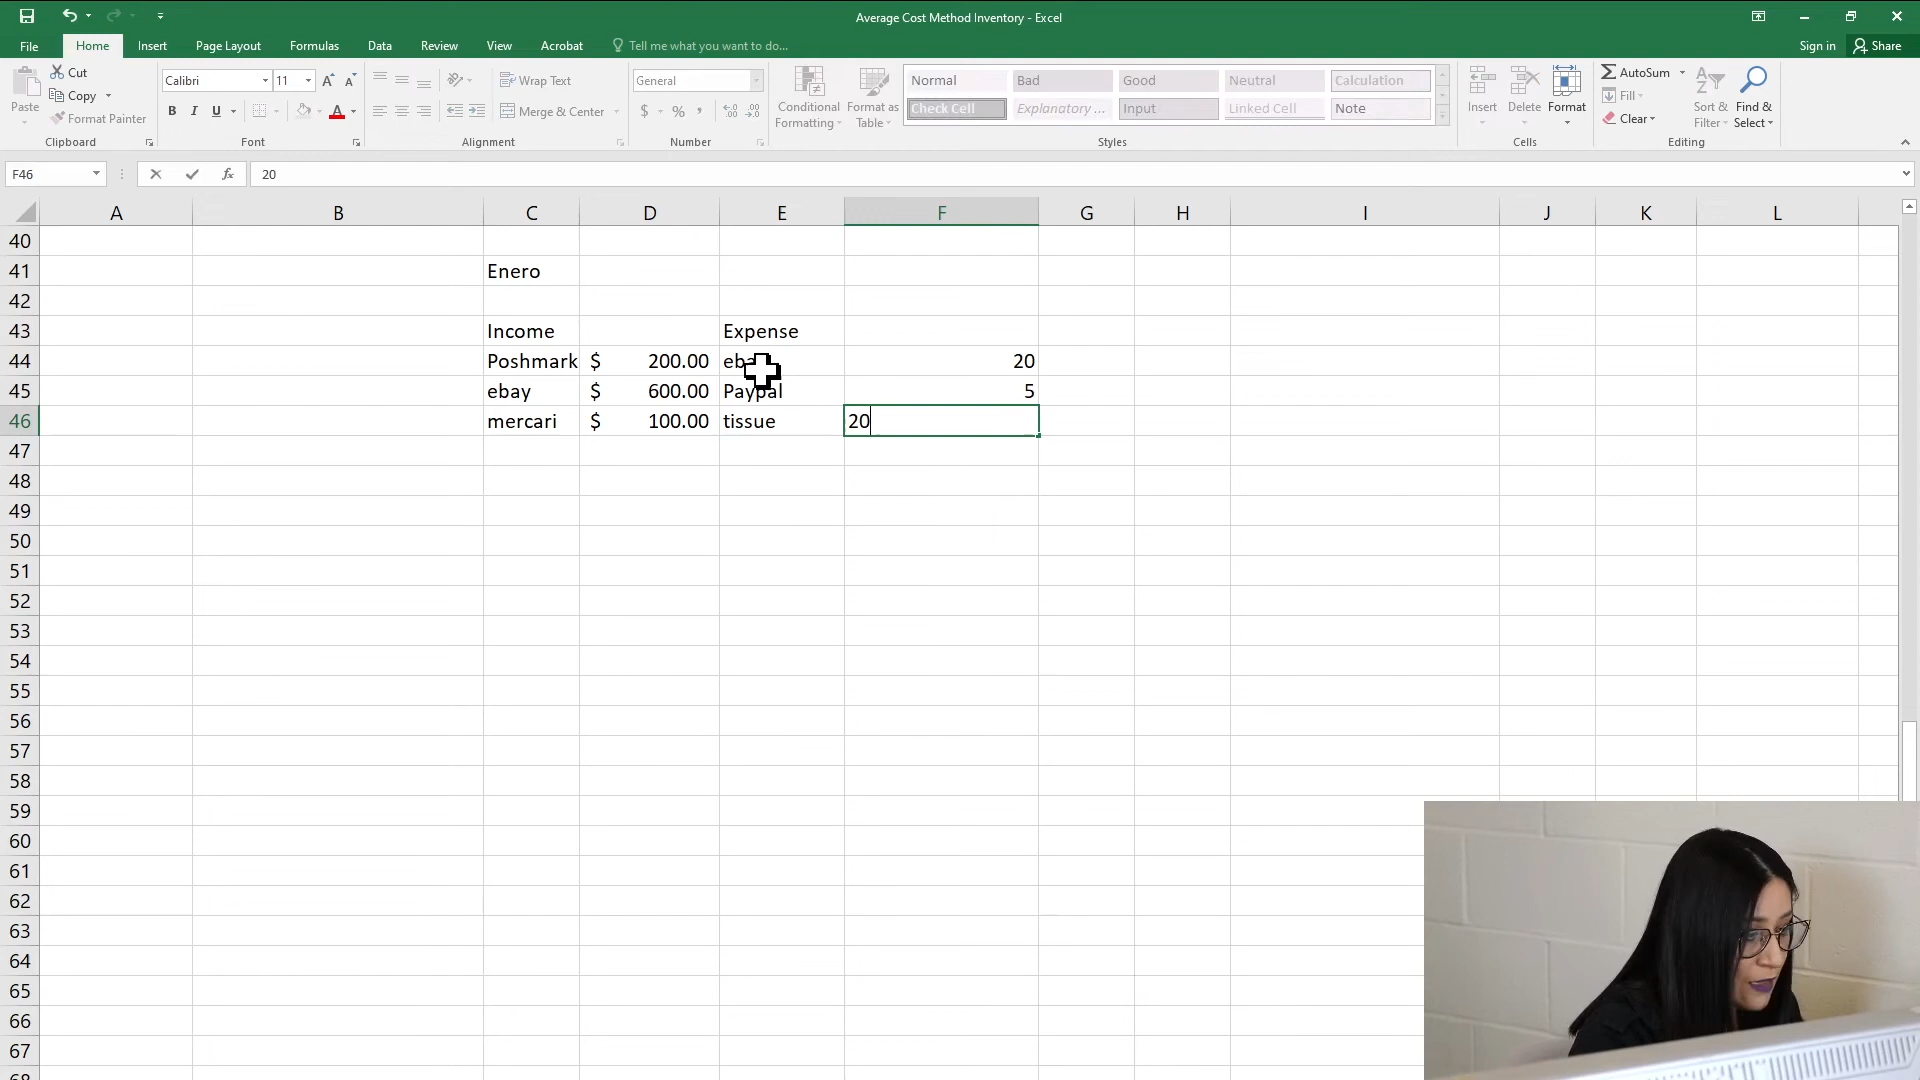 Average Cost Method Inventory - Excel
File Home Insert Page Layout Formulas Data Review View Acrobat Tell me what you want to do... Sign in Share
Paste
Cut
Copy
Format Painter
Clipboard
Calibri 11
B I U
Font
Wrap Text
Merge & Center
Alignment
General
$ % ,
Number
Conditional Formatting
Format as Table
Normal Bad Good Neutral Calculation
Check Cell Explanatory ... Input Linked Cell Note
Styles
Insert Delete Format
Cells
AutoSum
Fill
Clear
Sort & Filter
Find & Select
Editing
F46 fx 20
A B C D E F G H I J K L
40
41 Enero
42
43 Income Expense
44 Poshmark $ 200.00 20
45 ebay $ 600.00 Paypal 5
46 mercari $ 100.00 tissue 20
47
48
49
50
51
52
53
54
55
56
57
58
59
60
61
62
63
64
65
66
67